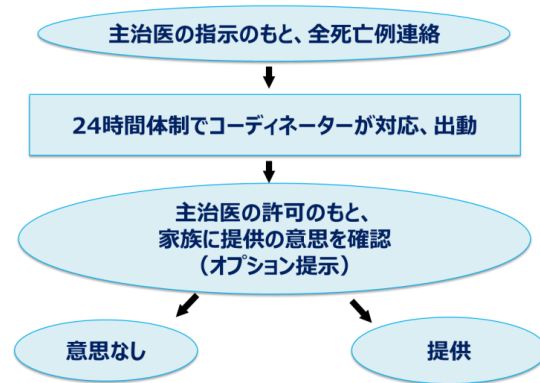 主治医の指示のもと、全死亡例連絡
24時間体制でコーディネーターが対応、出動
主治医の許可のもと、
家族に提供の意思を確認
（オプション提示）
意思なし
提供